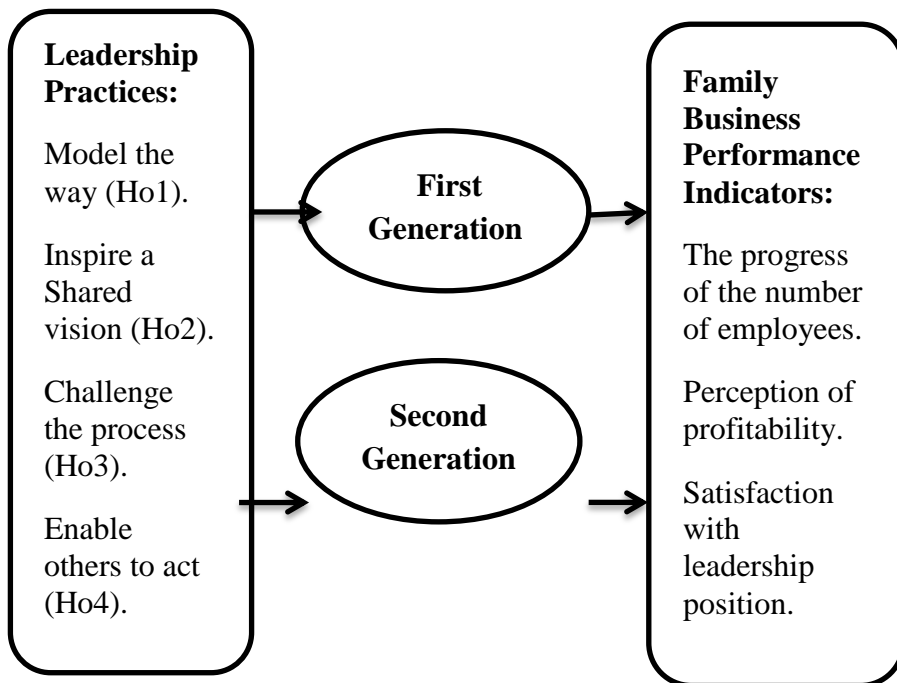 Leadership
Practices:
Model the
way (Ho1).
Inspire a
Shared
vision (Ho2).
Challenge
the process
(Ho3).
Enable
others to act
(Ho4).
First
Generation
Second
Generation
Family
Business
Performance
Indicators:
The progress
of the number
of employees.
Perception of
profitability.
Satisfaction
with
leadership
position.